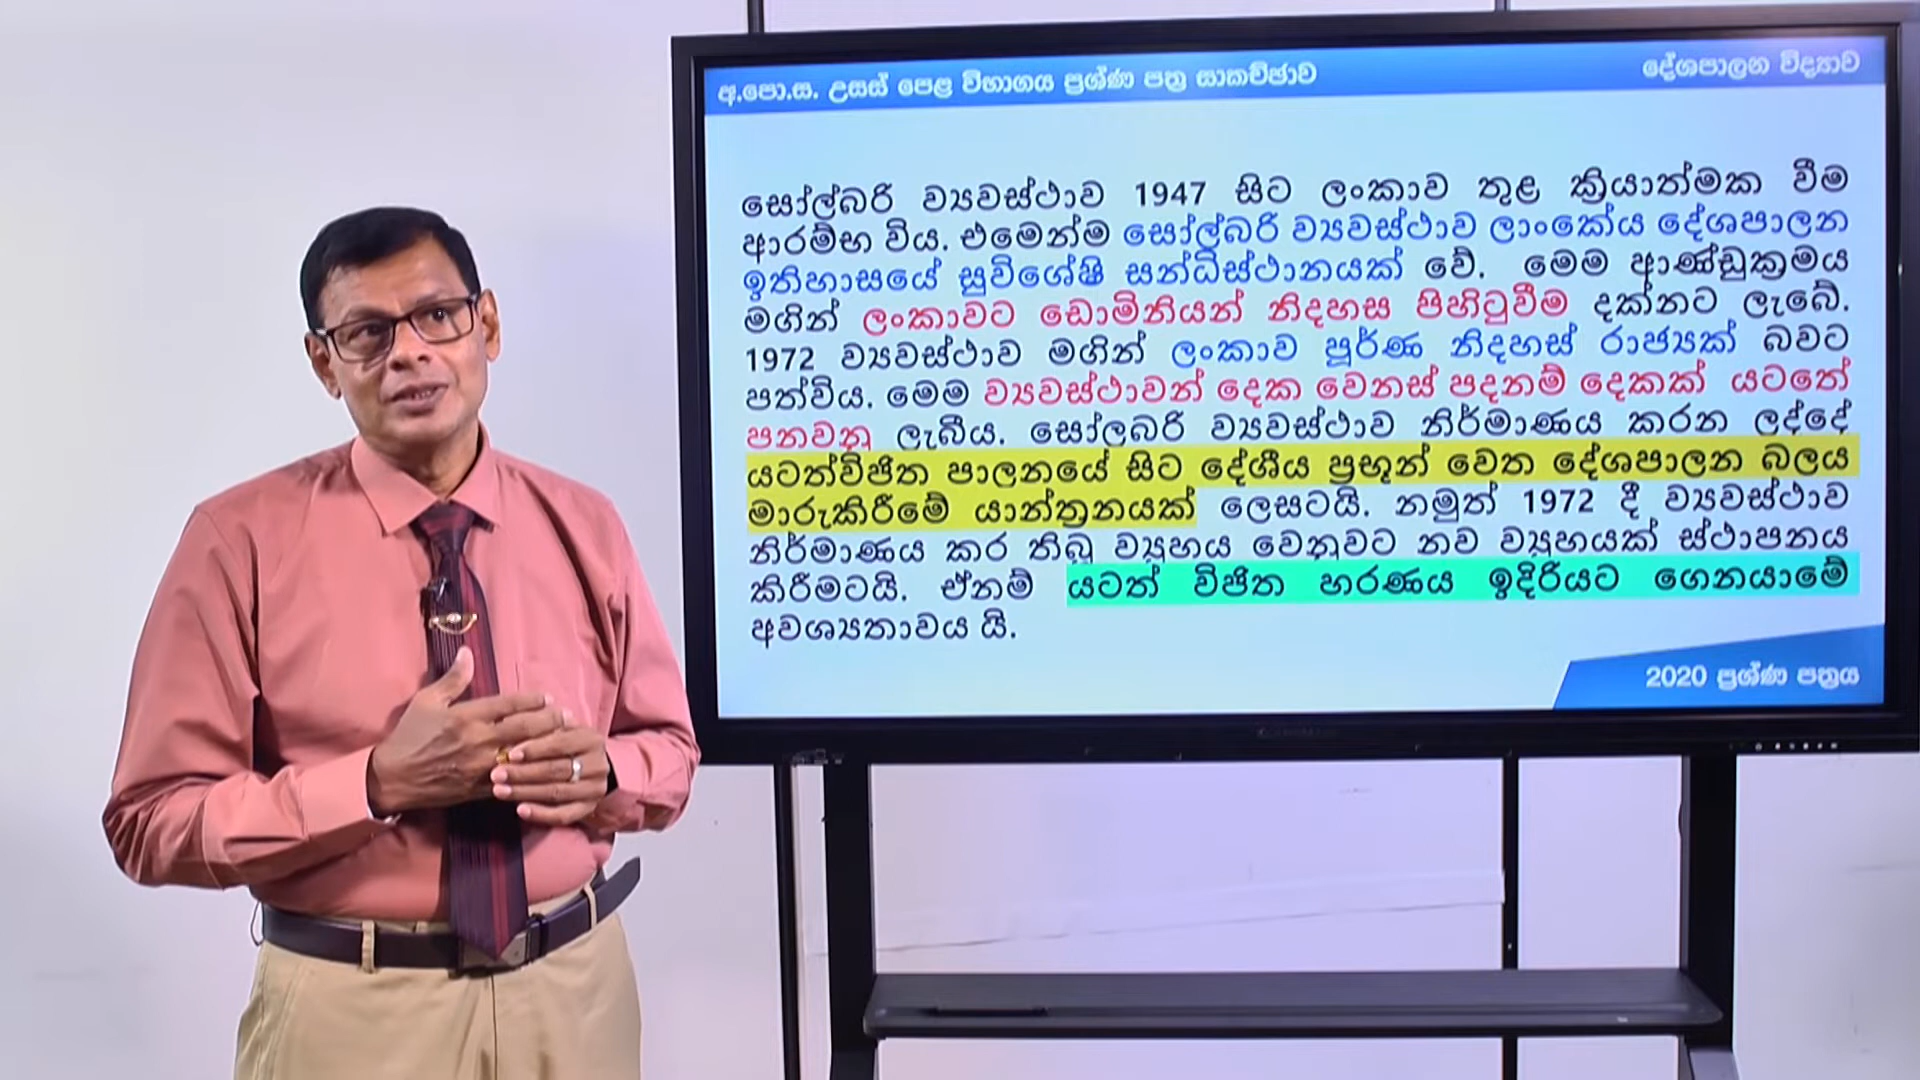 අ.පො.ස. උසස් පෙළ විභාගය ප්‍රශ්ණ පත්‍ර සාකච්ඡාව
දේශපාලන විද්‍යාව
සෝල්බරි ව්‍යවස්ථාව 1947 සිට ලංකාව තුළ ක්‍රියාත්මක වීම
ආරම්භ විය. එමෙන්ම සෝල්බරි ව්‍යවස්ථාව ලාංකේය දේශපාලන
ඉතිහාසයේ සුවිශේෂි සන්ධිස්ථානයක් වේ. මෙම ආණ්ඩුක්‍රමය
මගින් ලංකාවට ඩොමිනියන් නිදහස පිහිටුවීම දක්නට ලැබේ.
1972 ව්‍යවස්ථාව මගින් ලංකාව පූර්ණ නිදහස් රාජ්‍යක් බවට
පත්විය. මෙම ව්‍යවස්ථාවන් දෙක වෙනස් පදනම් දෙකක් යටතේ
පනවනු ලැබීය. සෝලබරි ව්‍යවස්ථාව නිර්මාණය කරන ලද්දේ
යටත්විජිත පාලනයේ සිට දේශීය ප්‍රභූන් වෙත දේශපාලන බලය
මාරුකිරීමේ යාන්ත්‍රනයක් ලෙසටයි. නමුත් 1972 දී ව්‍යවස්ථාව
නිර්මාණය කර තිබූ ව්‍යුහය වෙනුවට නව ව්‍යුහයක් ස්ථාපනය
කිරීමටයි. ඒනම් යටත් විජිත හරණය ඉදිරියට ගෙනයාමේ
අවශ්‍යතාවය යි.
2020 ප්‍රශ්ණ පත්‍රය